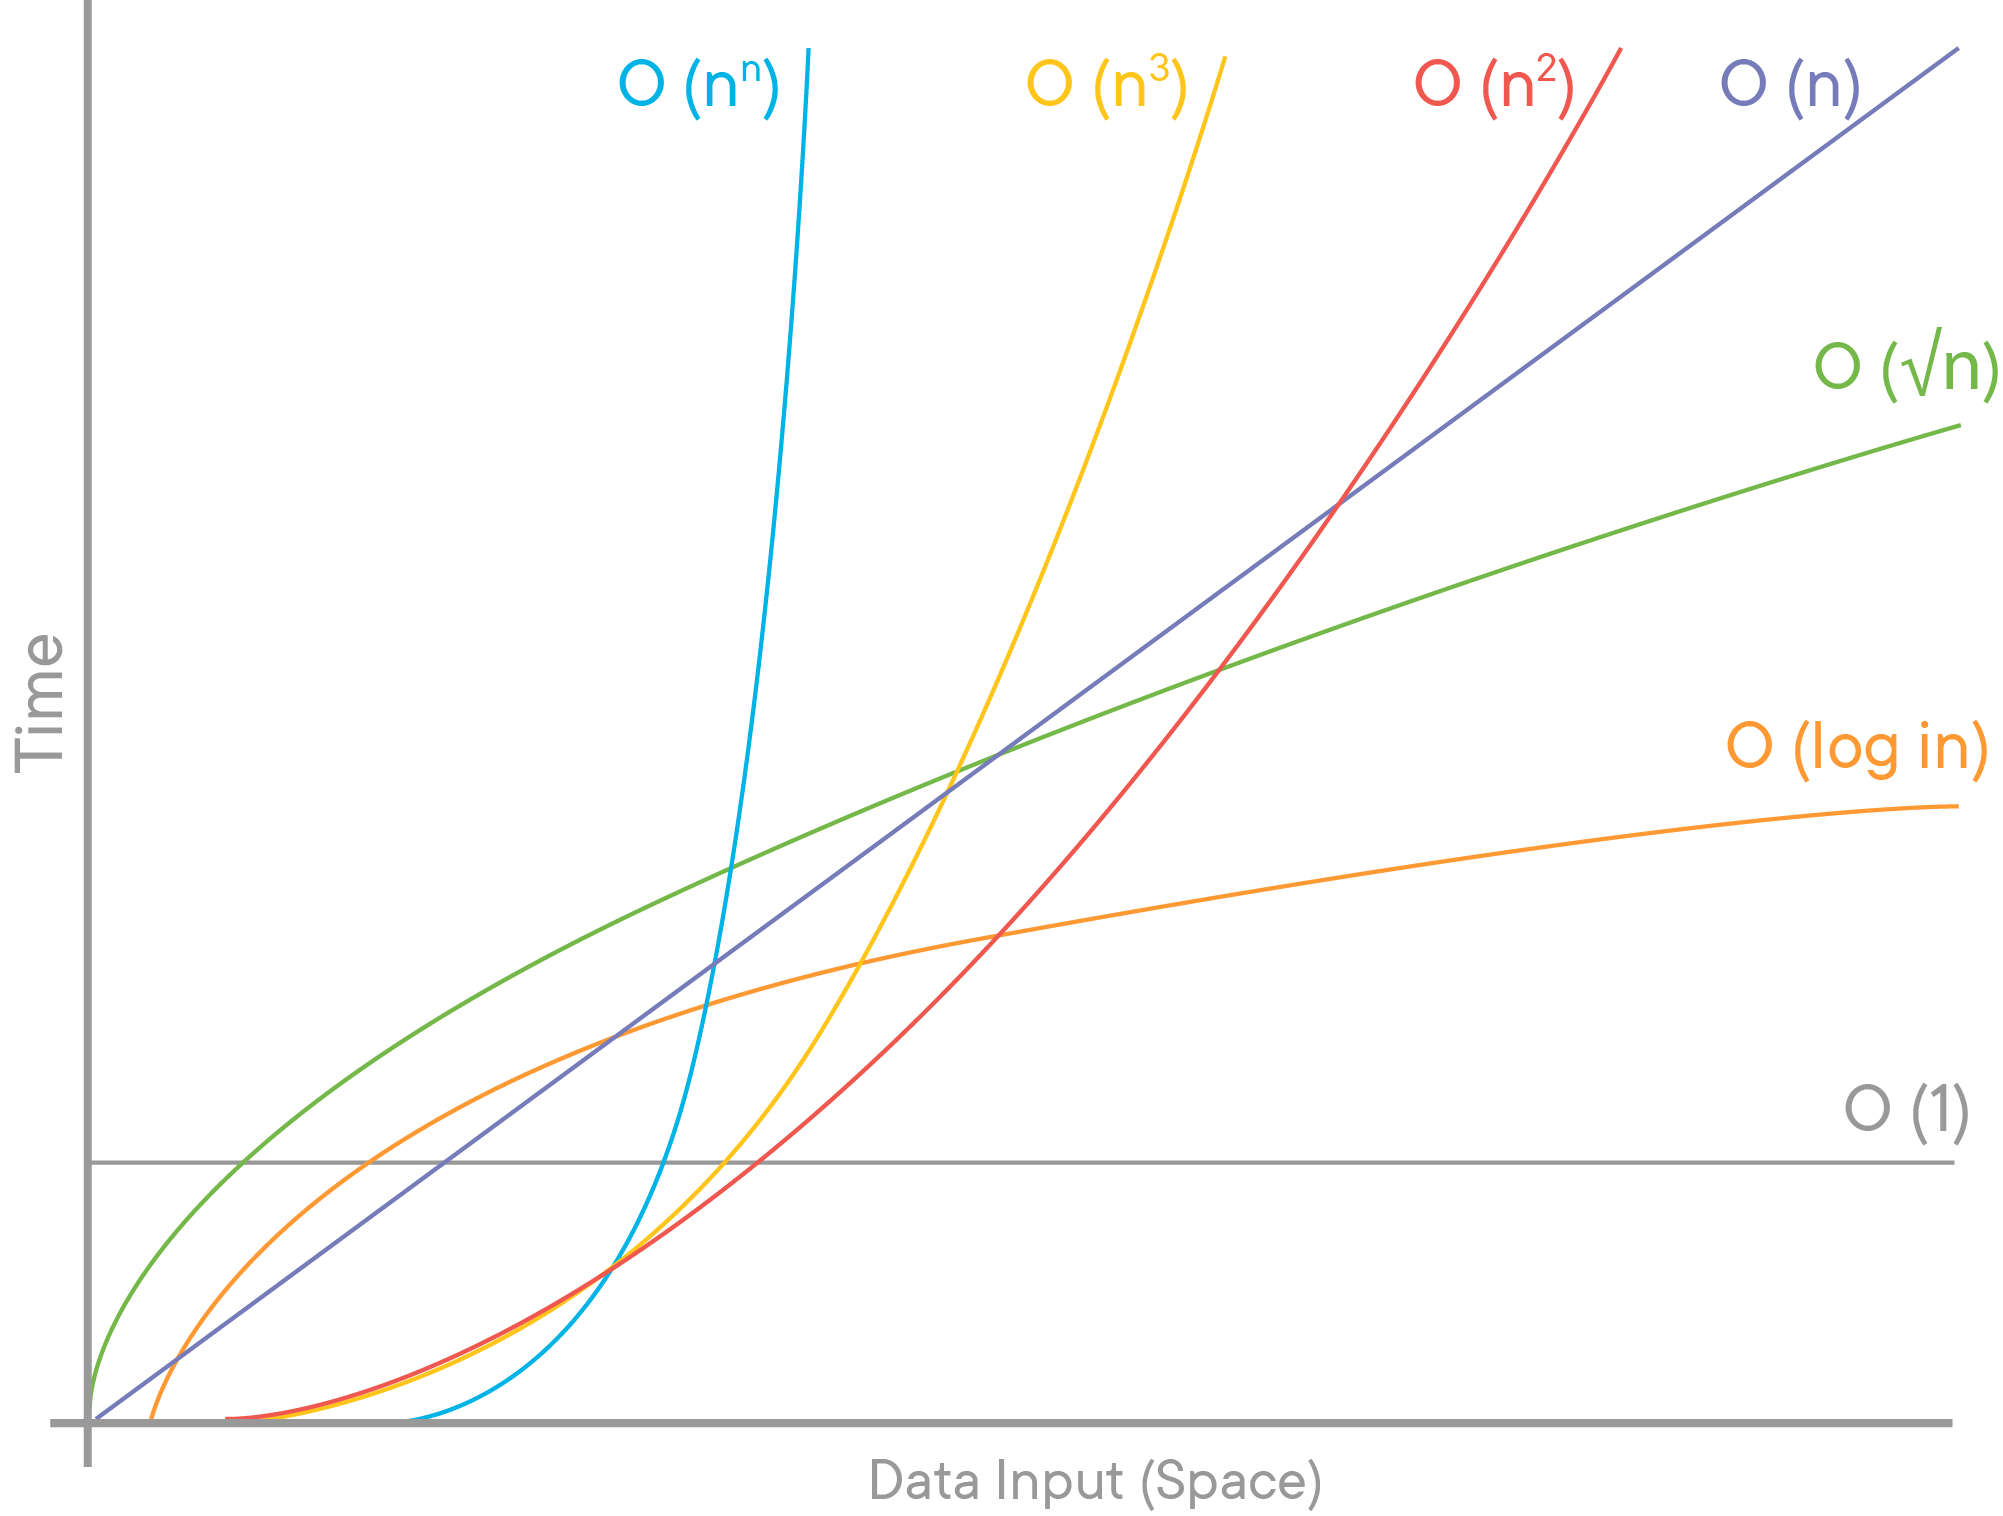 O (nⁿ)
O (n³)
O (n²)
O (n)
O (√n)
O (log in)
O (1)
Time
Data Input (Space)